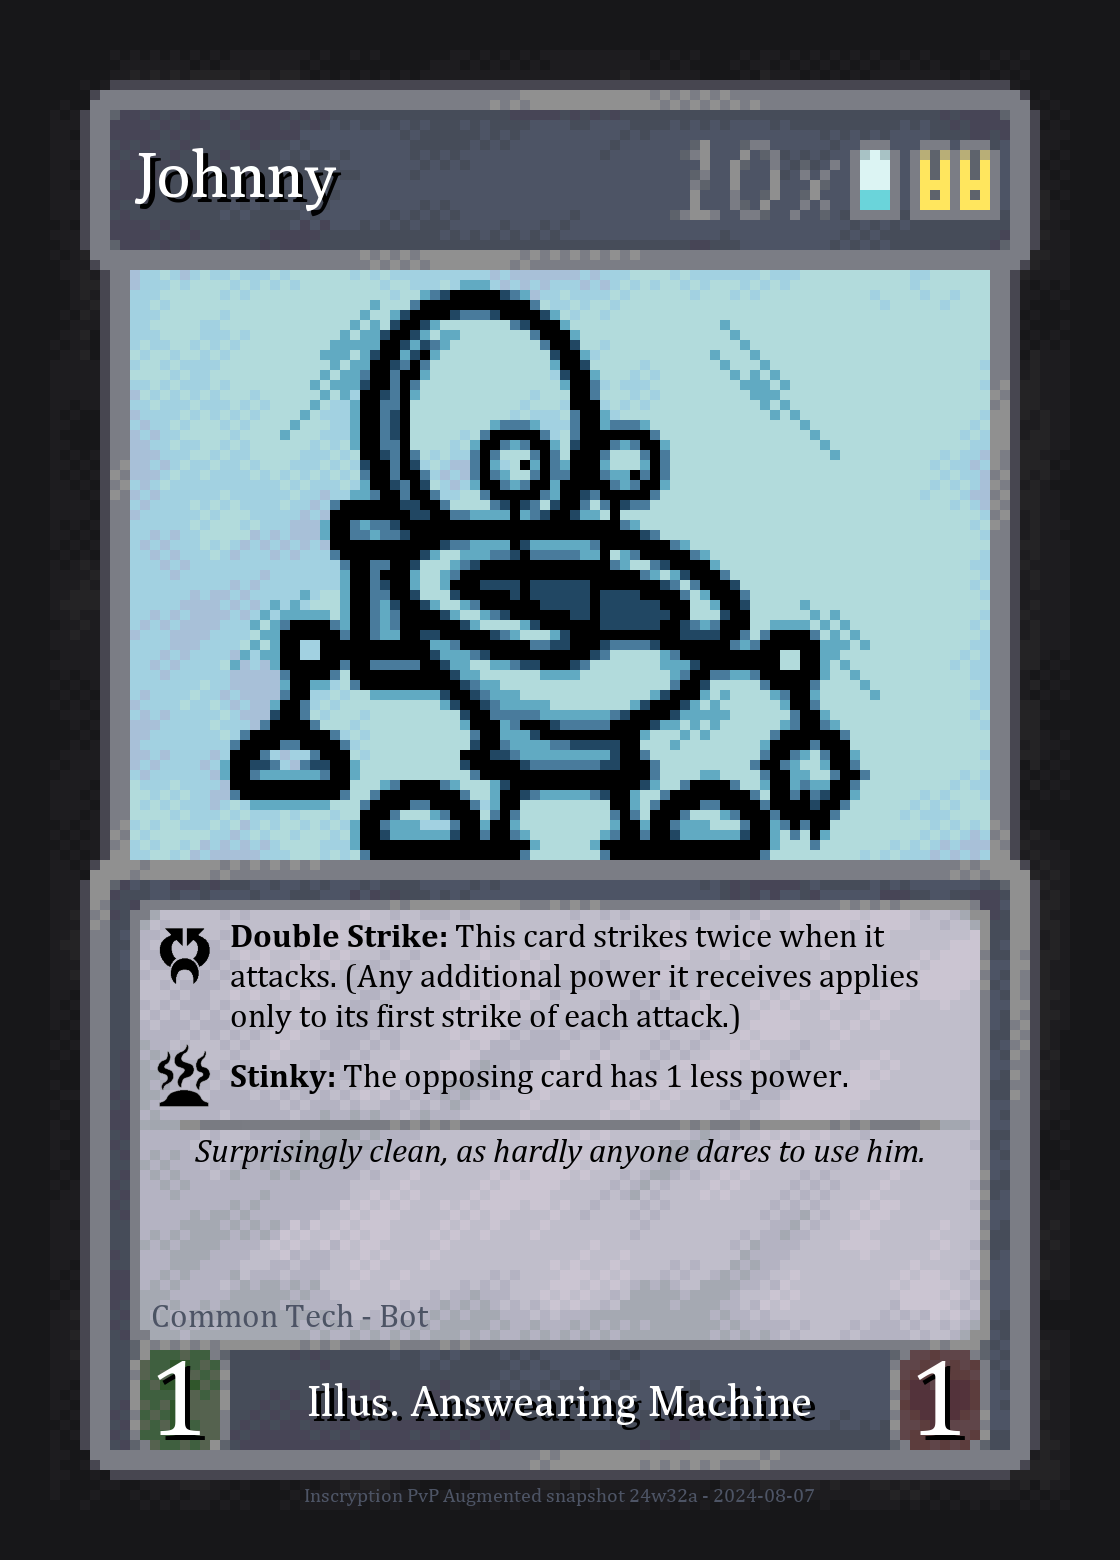 Johnny
10x
Double Strike: This card strikes twice when it
attacks. (Any additional power it receives applies
only to its first strike of each attack.)
Stinky: The opposing card has 1 less power.
Surprisingly clean, as hardly anyone dares to use him.
Common Tech - Bot
1
Illus. Answearing Machine
1
Inscryption PvP Augmented snapshot 24w32a - 2024-08-07